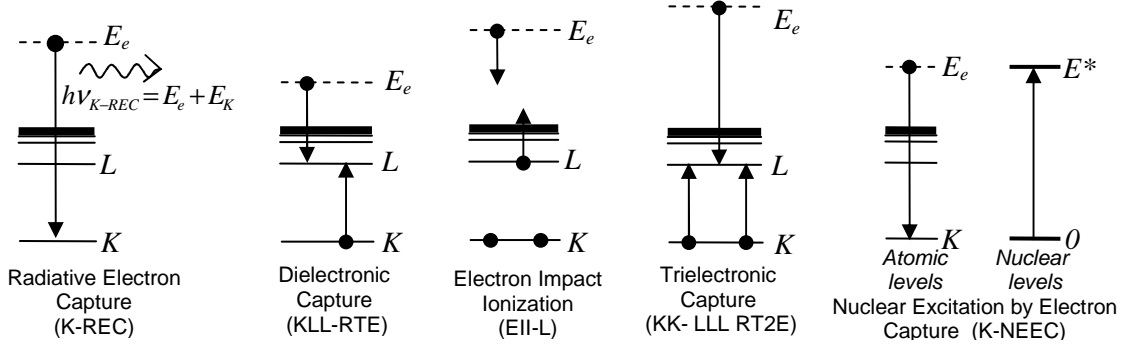 E_e
hν_{K–REC} = E_e + E_K
L
K
Radiative Electron
Capture
(K-REC)
E_e
L
K
Dielectronic
Capture
(KLL-RTE)
E_e
L
K
Electron Impact
Ionization
(EII-L)
E_e
L
K
Trielectronic
Capture
(KK- LLL RT2E)
E_e
E*
K
0
Atomic
levels
Nuclear
levels
Nuclear Excitation by Electron
Capture (K-NEEC)